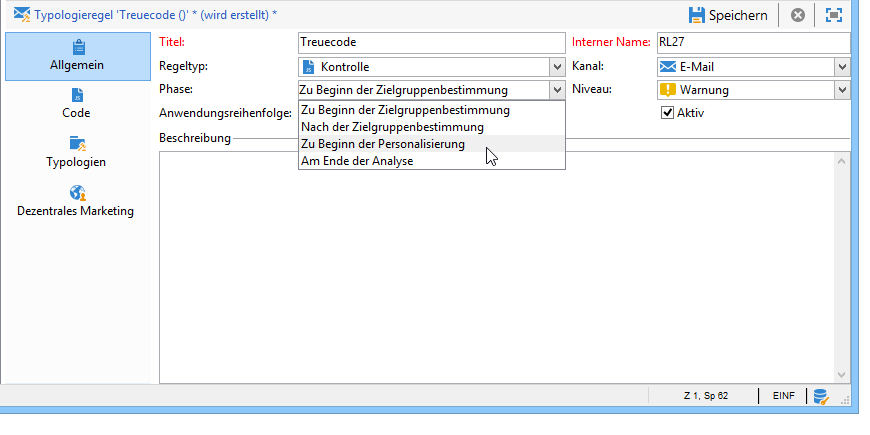 Typologieregel 'Treuecode ()' * (wird erstellt) *
Speichern
Allgemein
Code
Typologien
Dezentrales Marketing
Titel: Treuecode Interner Name: RL27
Regeltyp: Kontrolle Kanal: E-Mail
Phase: Zu Beginn der Zielgruppenbestimmung Niveau: Warnung
Anwendungsreihenfolge: Aktiv
Zu Beginn der Zielgruppenbestimmung
Nach der Zielgruppenbestimmung
Zu Beginn der Personalisierung
Am Ende der Analyse
Beschreibung
Z 1, Sp 62 EINF